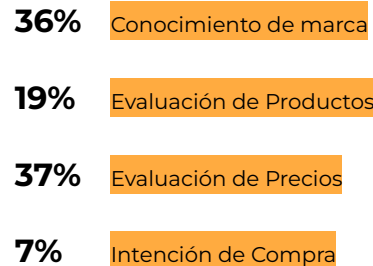 36% Conocimiento de marca
19% Evaluación de Productos
37% Evaluación de Precios
7% Intención de Compra